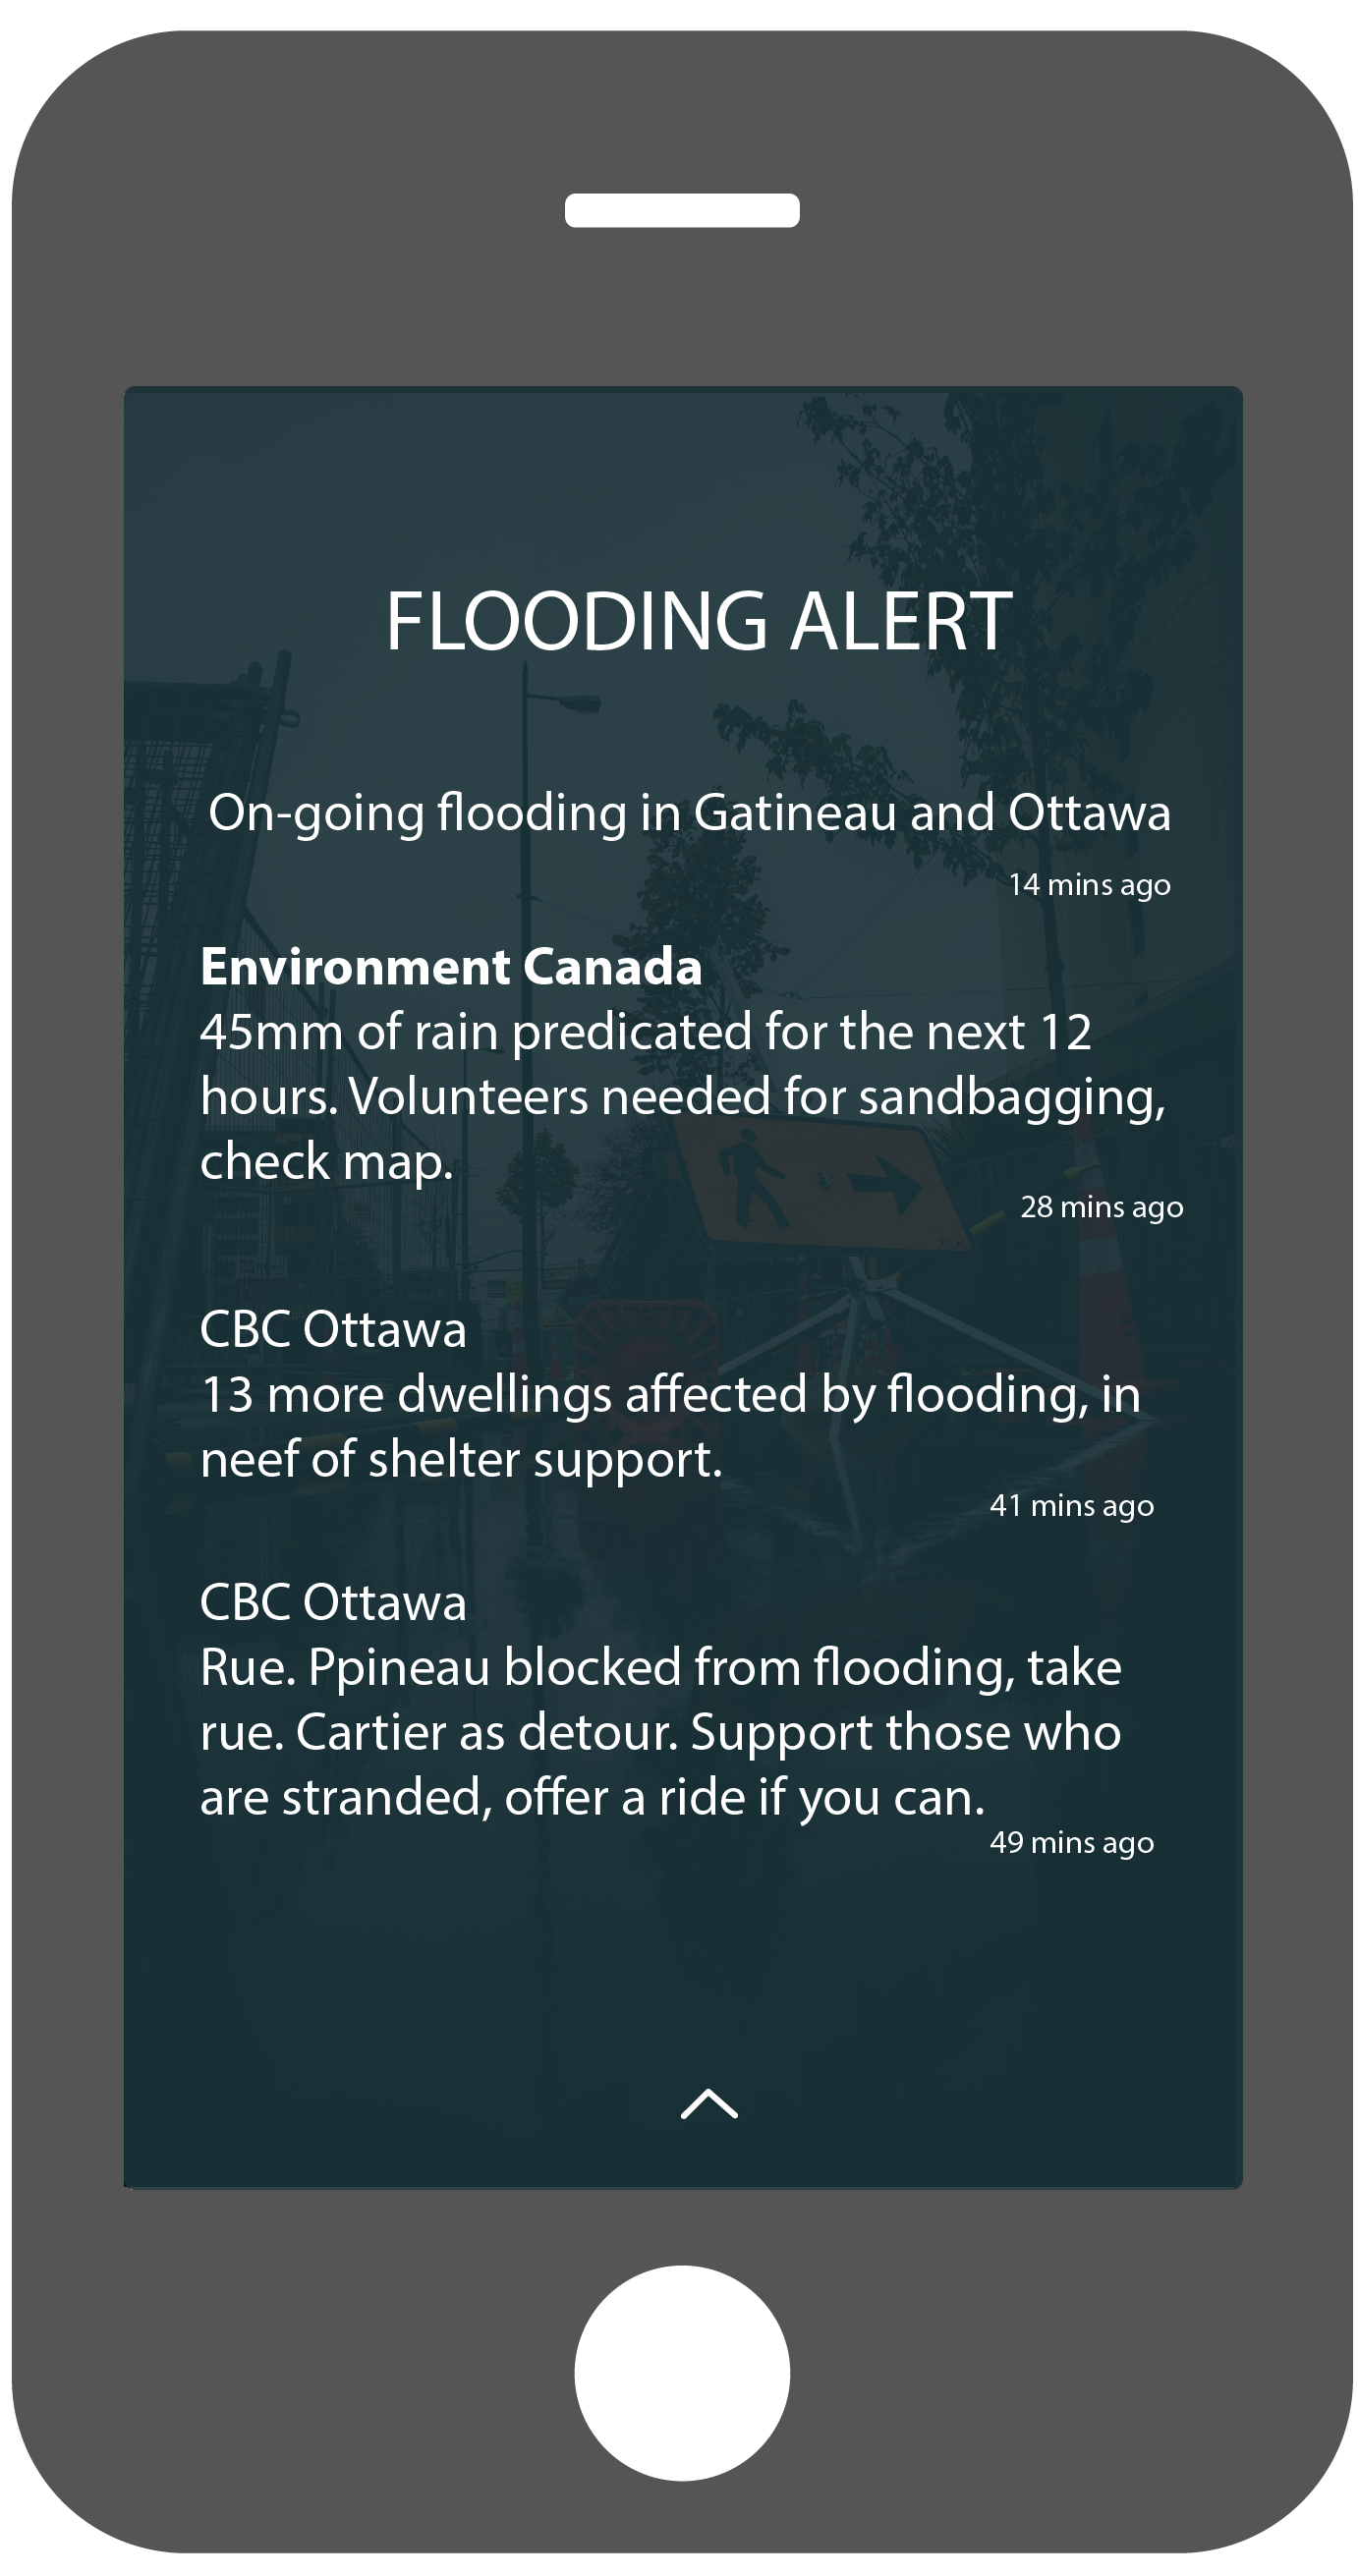 FLOODING ALERT
On-going flooding in Gatineau and Ottawa
14 mins ago
Environment Canada
45mm of rain predicated for the next 12
hours. Volunteers needed for sandbagging,
check map.
28 mins ago
CBC Ottawa
13 more dwellings affected by flooding, in
neef of shelter support.
41 mins ago
CBC Ottawa
Rue. Ppineau blocked from flooding, take
rue. Cartier as detour. Support those who
are stranded, offer a ride if you can.
49 mins ago